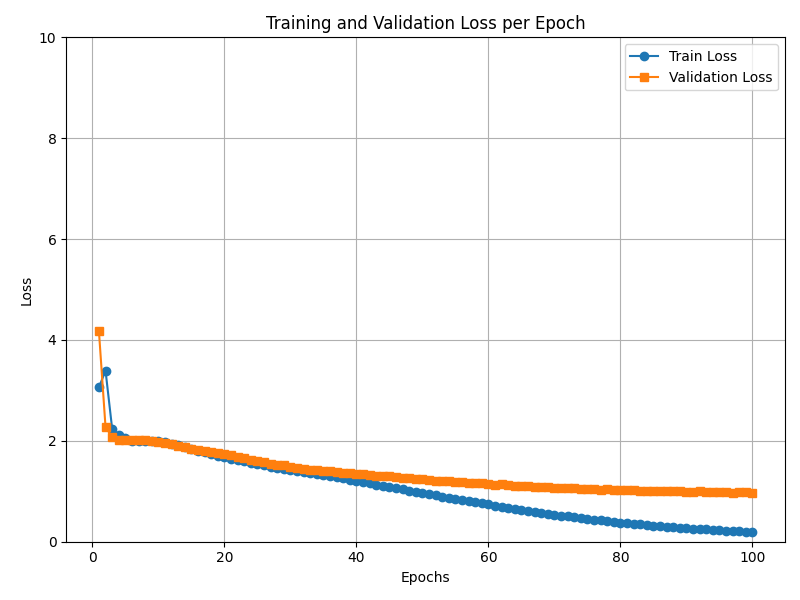 Training and Validation Loss per Epoch
Train Loss
Validation Loss
10
8
6
4
2
0
Loss
0 20 40 60 80 100
Epochs